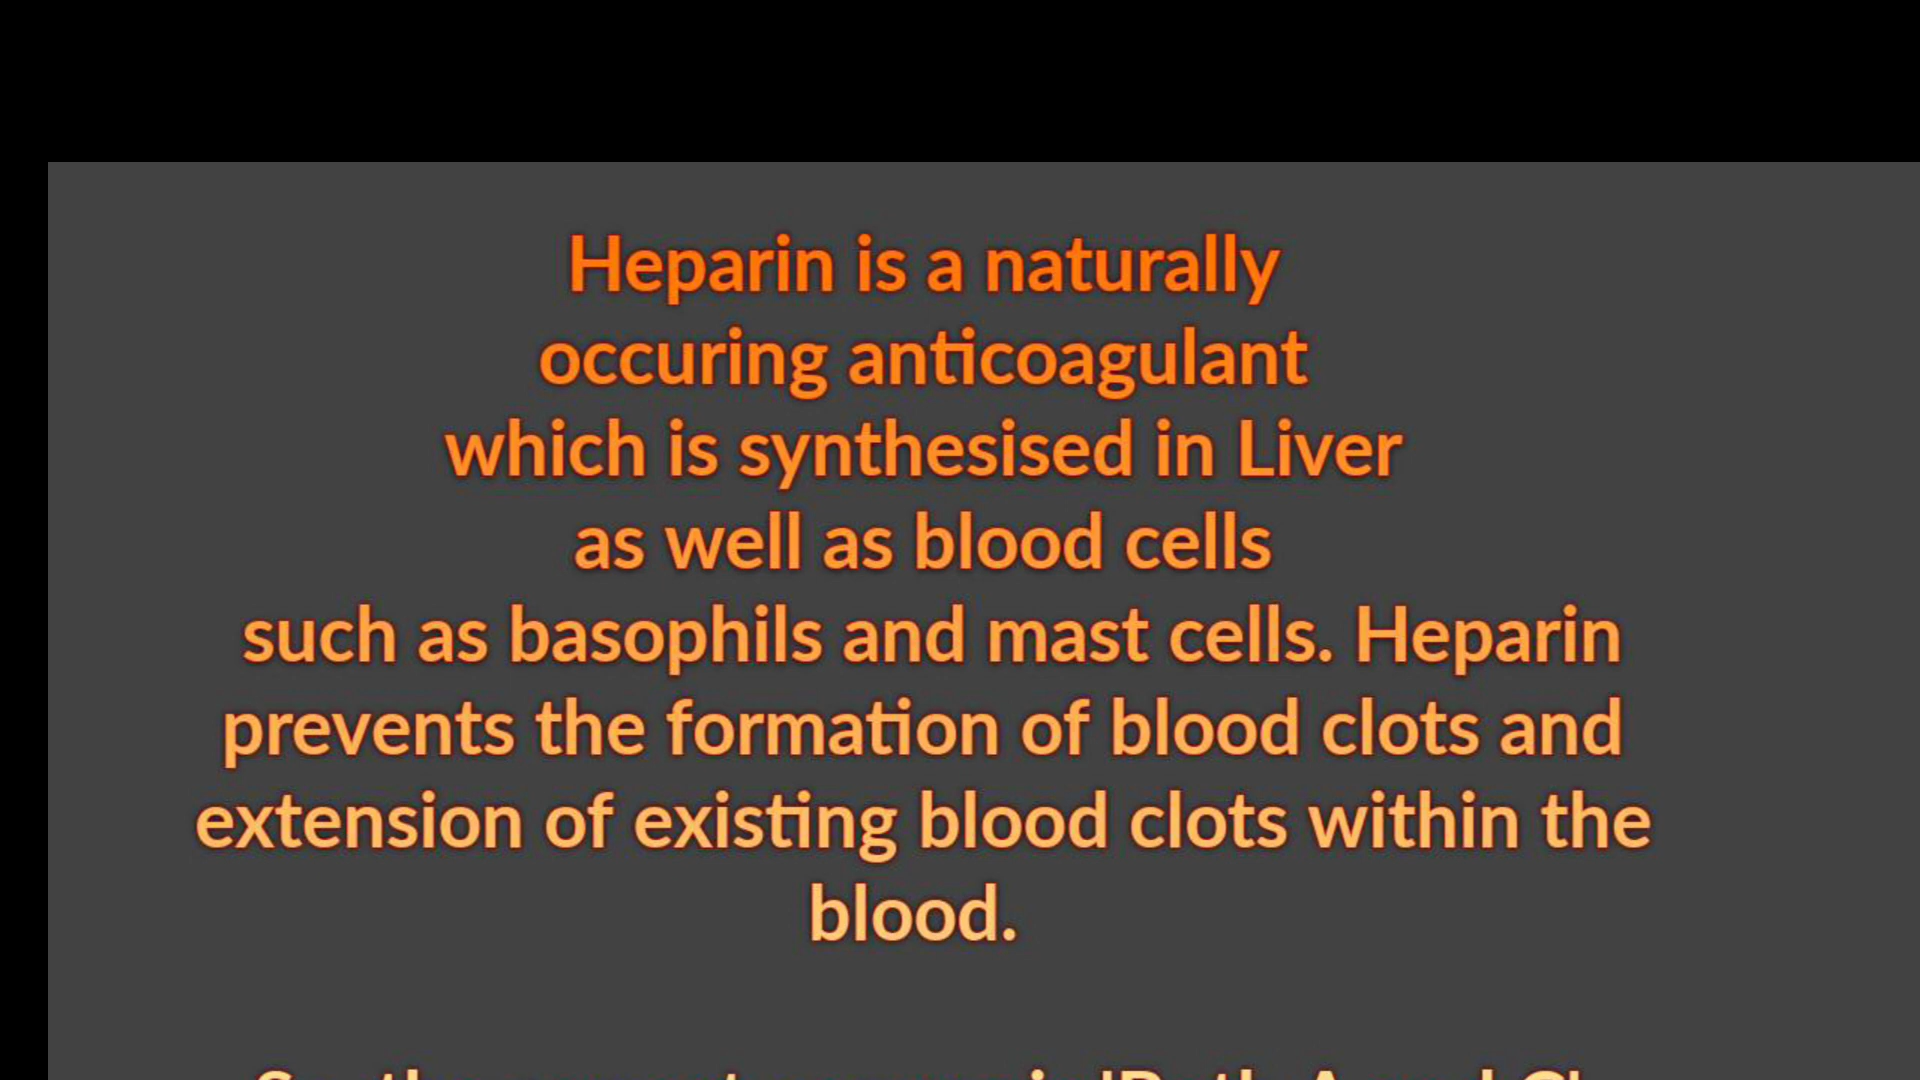 Heparin is a naturally
occuring anticoagulant
which is synthesised in Liver
as well as blood cells
such as basophils and mast cells. Heparin
prevents the formation of blood clots and
extension of existing blood clots within the
blood.